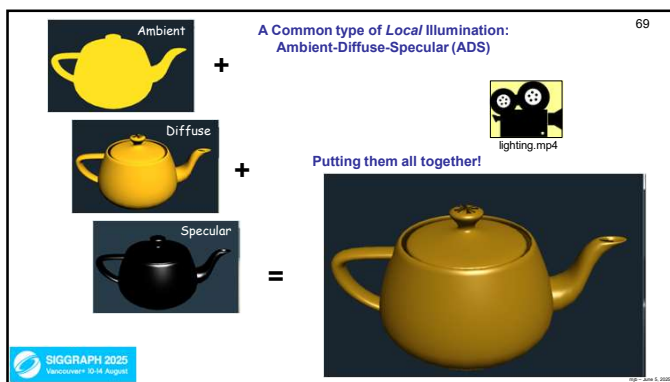 69
A Common type of Local Illumination:
Ambient-Diffuse-Specular (ADS)
Ambient
+
Diffuse
+
lighting.mp4
Putting them all together!
Specular
=
SIGGRAPH 2025
Vancouver+ 10-14 August